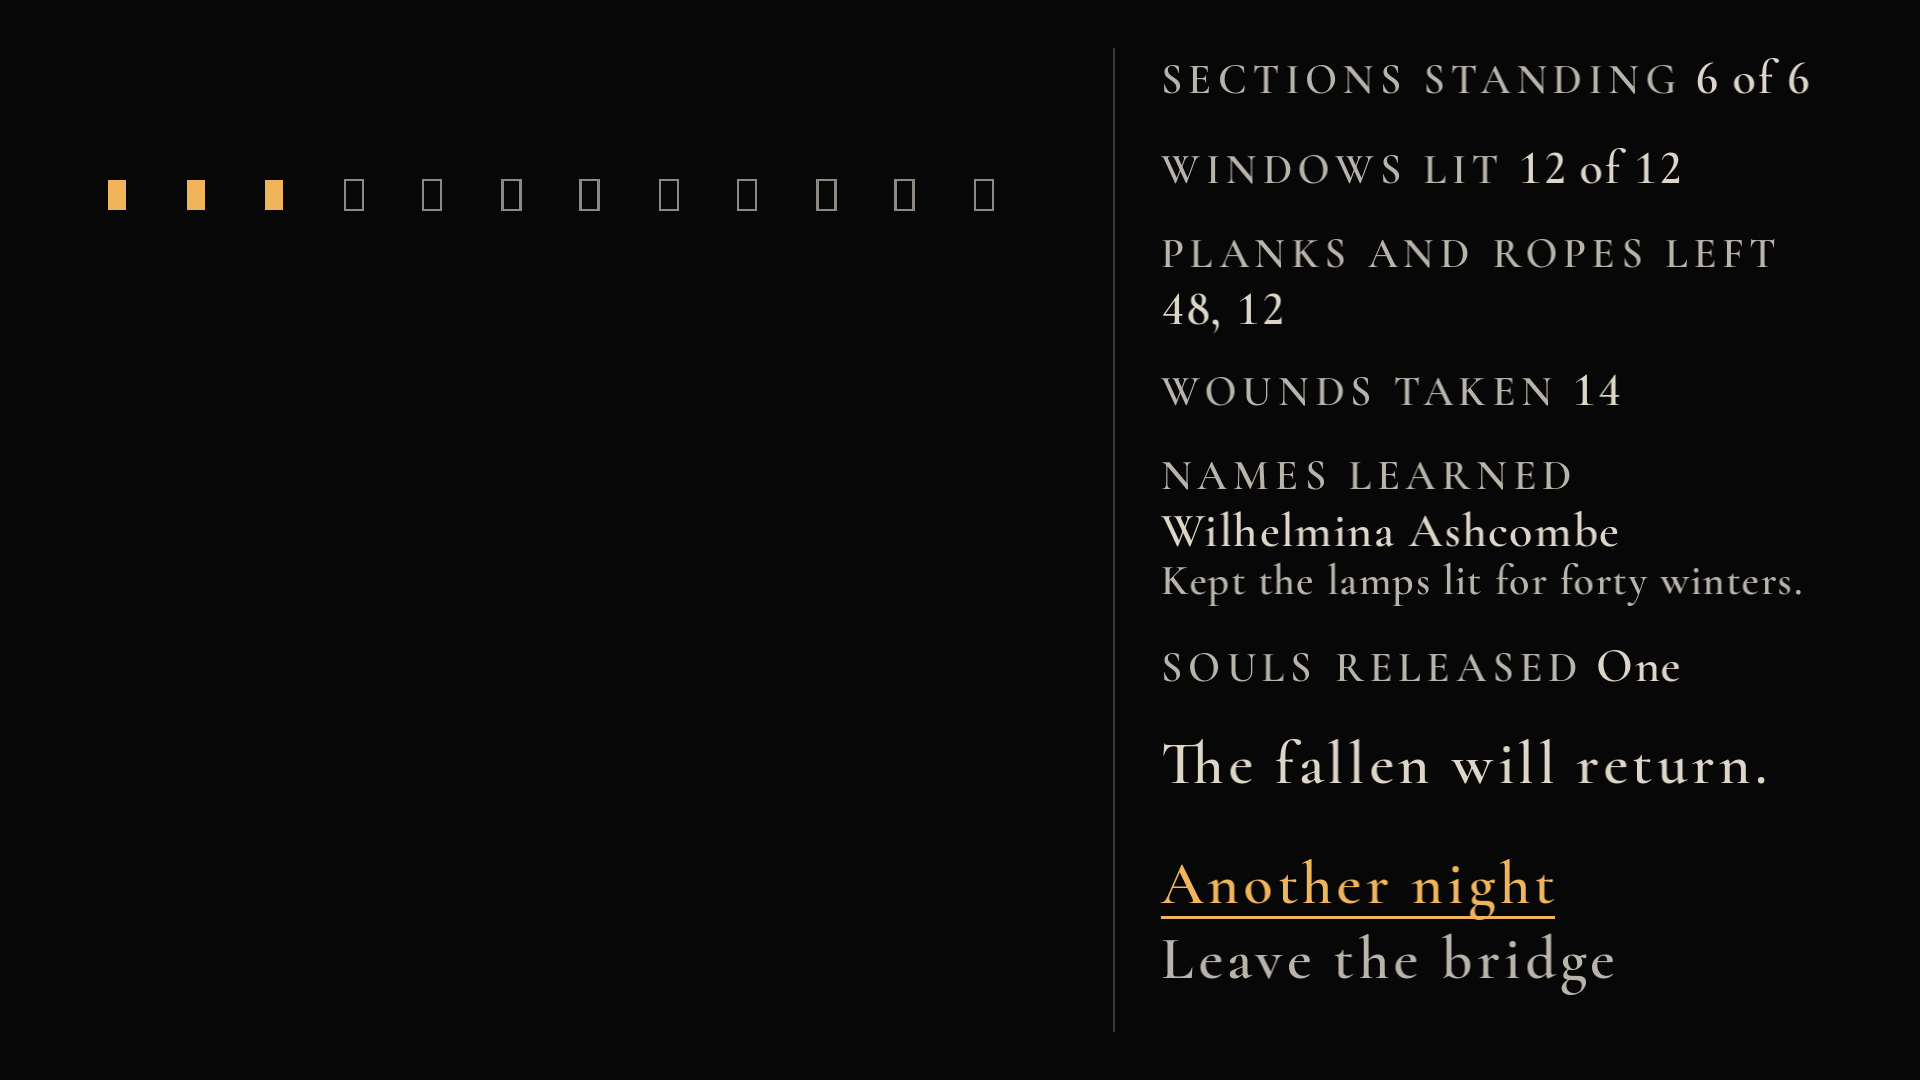 SECTIONS STANDING 6 of 6
WINDOWS LIT 12 of 12
PLANKS AND ROPES LEFT
48, 12
WOUNDS TAKEN 14
NAMES LEARNED
Wilhelmina Ashcombe
Kept the lamps lit for forty winters.
SOULS RELEASED One
The fallen will return.
Another night
Leave the bridge